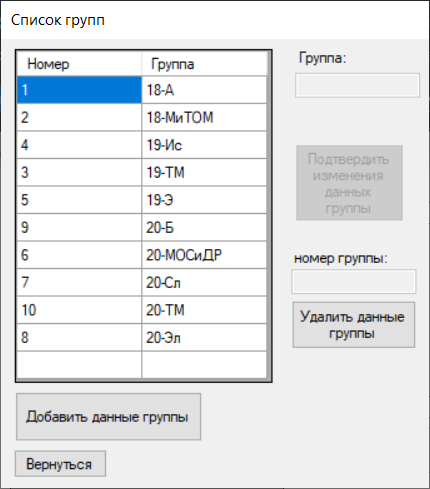 Список групп
Номер Группа
1 18-А
2 18-МиТОМ
4 19-Ис
3 19-ТМ
5 19-Э
9 20-Б
6 20-МОСиДР
7 20-Сл
10 20-ТМ
8 20-Эл
Группа:
Подтвердить
изменения
данных
группы
номер группы:
Удалить данные
группы
Добавить данные группы
Вернуться